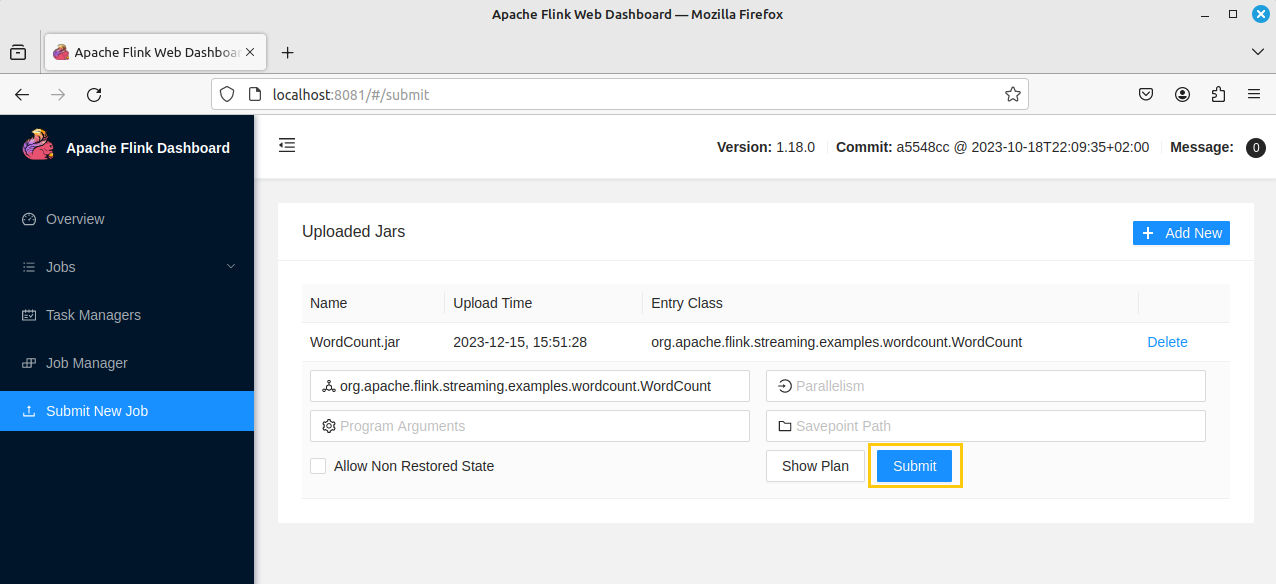 Apache Flink Web Dashboard — Mozilla Firefox
Apache Flink Web Dashboar
localhost:8081/#/submit
Apache Flink Dashboard
Version: 1.18.0 Commit: a5548cc @ 2023-10-18T22:09:35+02:00 Message: 0
Overview
Jobs
Task Managers
Job Manager
Submit New Job
Uploaded Jars
+ Add New
Name Upload Time Entry Class
WordCount.jar 2023-12-15, 15:51:28 org.apache.flink.streaming.examples.wordcount.WordCount Delete
org.apache.flink.streaming.examples.wordcount.WordCount Parallelism
Program Arguments Savepoint Path
Allow Non Restored State Show Plan Submit